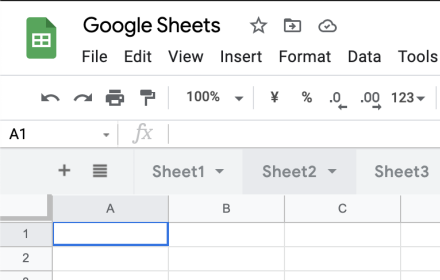 Google Sheets
File Edit View Insert Format Data Tools
100% ¥ % .0 .00 123
A1 fx
+ Sheet1 Sheet2 Sheet3
A B C
1
2